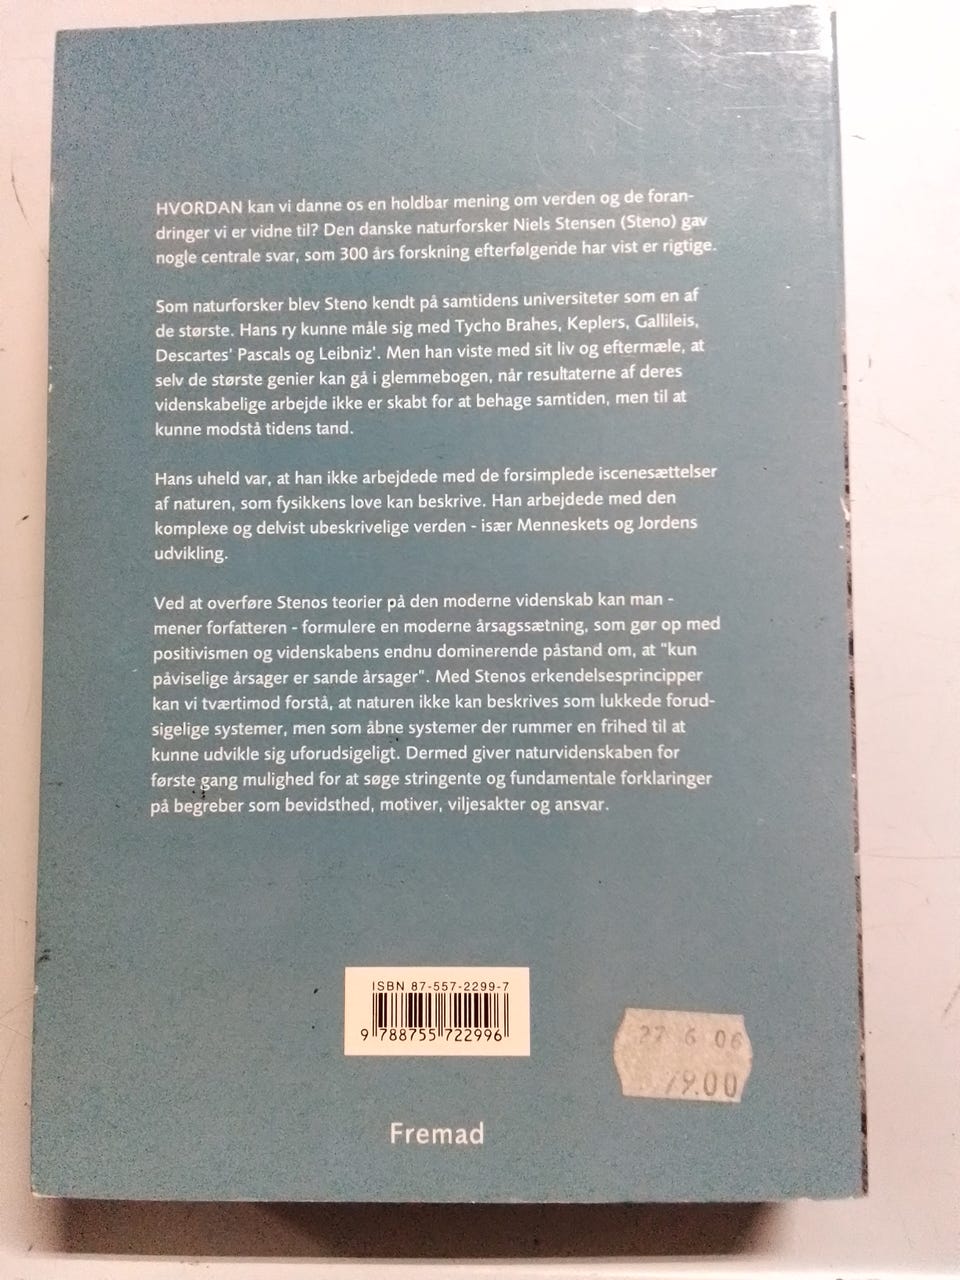 HVORDAN kan vi danne os en holdbar mening om verden og de foran-
dringer vi er vidne til? Den danske naturforsker Niels Stensen (Steno) gav
nogle centrale svar, som 300 års forskning efterfølgende har vist er rigtige.
Som naturforsker blev Steno kendt på samtidens universiteter som en af
de største. Hans ry kunne måle sig med Tycho Brahes, Keplers, Gallileis,
Descartes' Pascals og Leibniz'. Men han viste med sit liv og eftermæle, at
selv de største genier kan gå i glemmebogen, når resultaterne af deres
videnskabelige arbejde ikke er skabt for at behage samtiden, men til at
kunne modstå tidens tand.
Hans uheld var, at han ikke arbejdede med de forsimplede iscenesættelser
af naturen, som fysikkens love kan beskrive. Han arbejdede med den
komplexe og delvist ubeskrivelige verden - især Menneskets og Jordens
udvikling.
Ved at overføre Stenos teorier på den moderne videnskab kan man -
mener forfatteren - formulere en moderne årsagssætning, som gør op med
positivismen og videnskabens endnu dominerende påstand om, at "kun
påviselige årsager er sande årsager". Med Stenos erkendelsesprincipper
kan vi tværtimod forstå, at naturen ikke kan beskrives som lukkede forud-
sigelige systemer, men som åbne systemer der rummer en frihed til at
kunne udvikle sig uforudsigeligt. Dermed giver naturvidenskaben for
første gang mulighed for at søge stringente og fundamentale forklaringer
på begreber som bevidsthed, motiver, viljesakter og ansvar.
ISBN 87-557-2299-7
9 788755 722996
27 6 06
79.00
Fremad